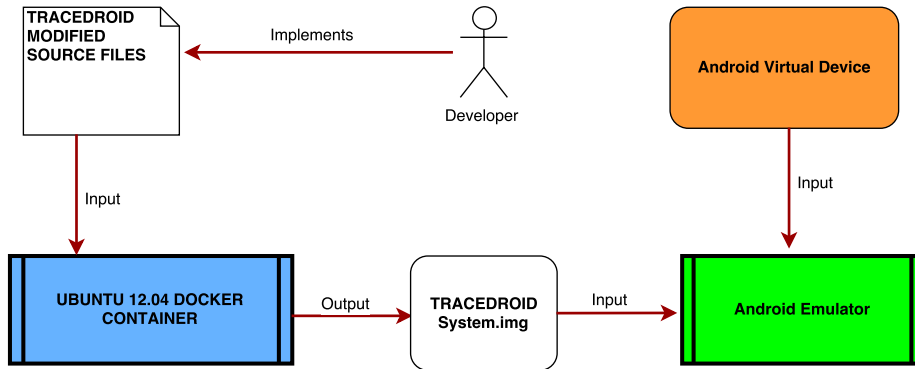 TRACEDROID
MODIFIED
SOURCE FILES
Implements
Developer
Android Virtual Device
Input
Input
UBUNTU 12.04 DOCKER
CONTAINER
Output
TRACEDROID
System.img
Input
Android Emulator